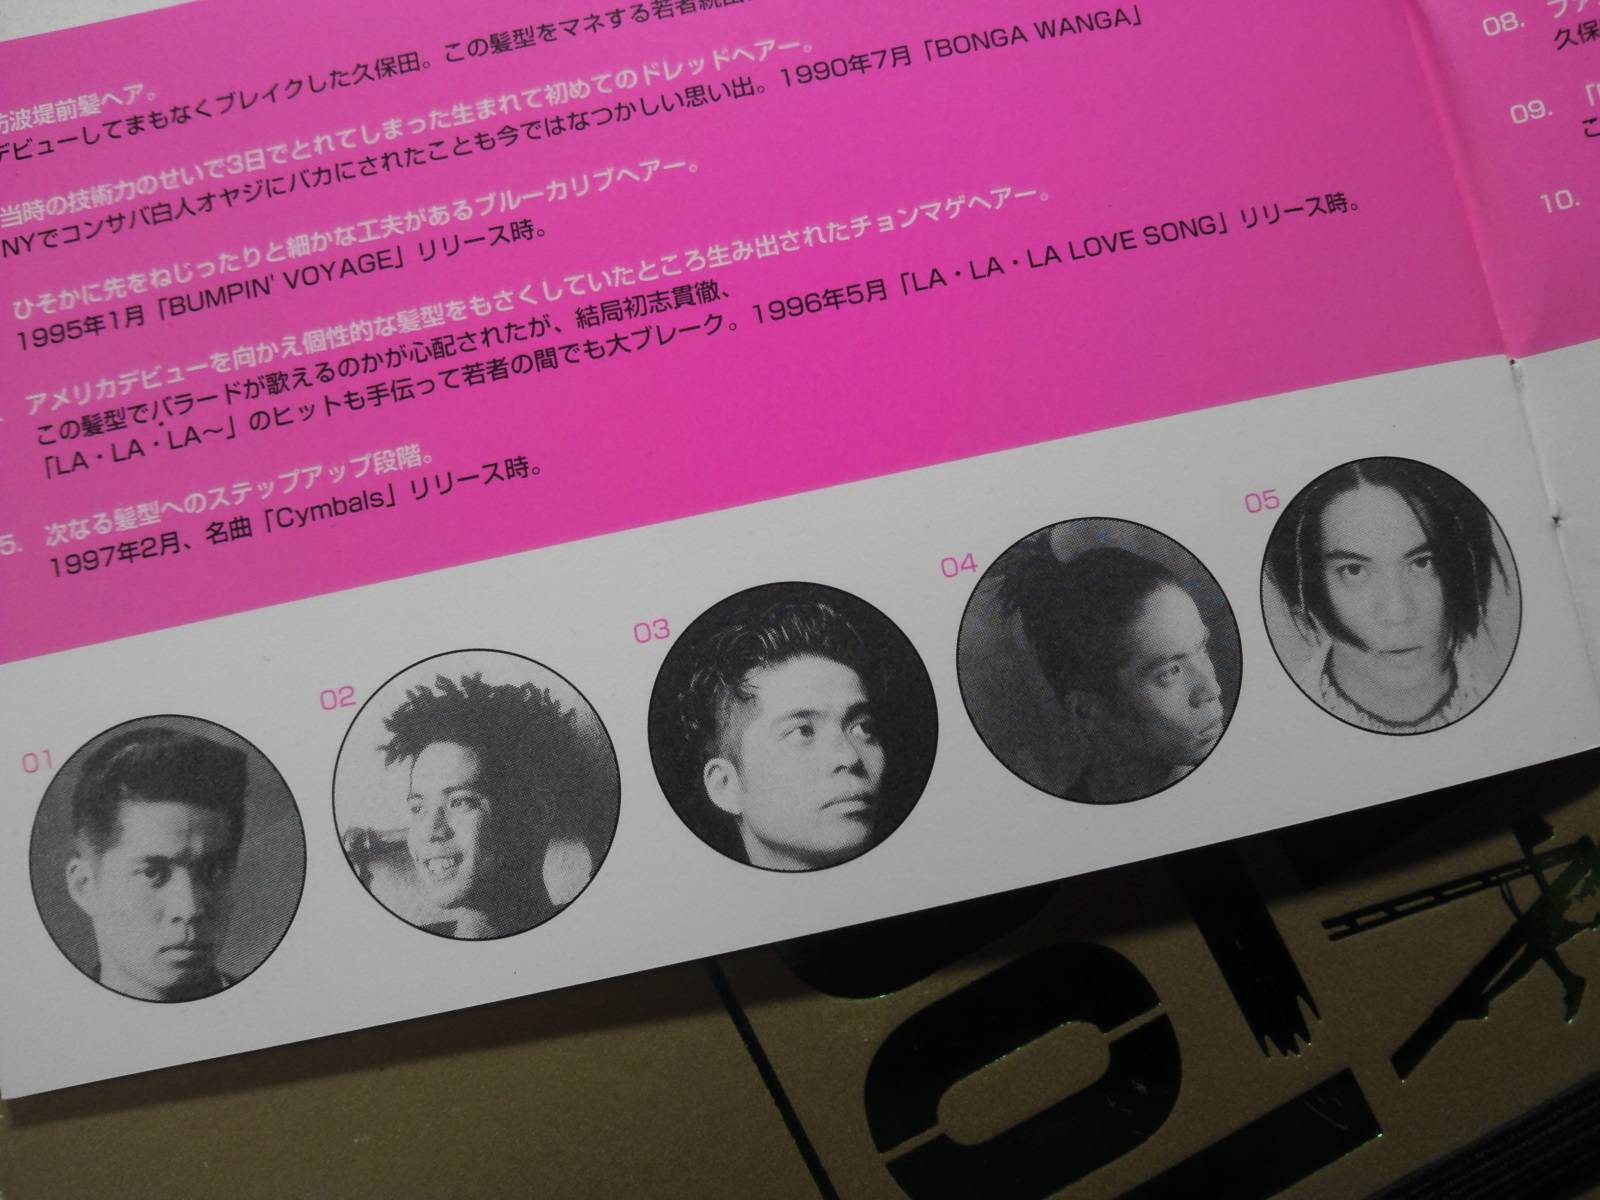 防波堤前髪ヘア。
デビューしてまもなくブレイクした久保田。この髪型をマネする若者続出
当時の技術力のせいで3日でとれてしまった生まれて初めてのドレッドヘアー。
NYでコンサバ白人オヤジにバカにされたことも今ではなつかしい思い出。1990年7月「BONGA WANGA」
ひそかに先をねじったりと細かな工夫があるブルーカリブヘアー。
1995年1月「BUMPIN' VOYAGE」リリース時。
アメリカデビューを向かえ個性的な髪型をもさくしていたところ生み出されたチョンマゲヘアー。
この髪型でバラードが歌えるのかが心配されたが、結局初志貫徹、
「LA・LA・LA〜」のヒットも手伝って若者の間でも大ブレーク。1996年5月「LA・LA・LA LOVE SONG」リリース時。
5. 次なる髪型へのステップアップ段階。
1997年2月、名曲「Cymbals」リリース時。
01
02
03
04
05
08. ファ
久保
09.
こ
10.